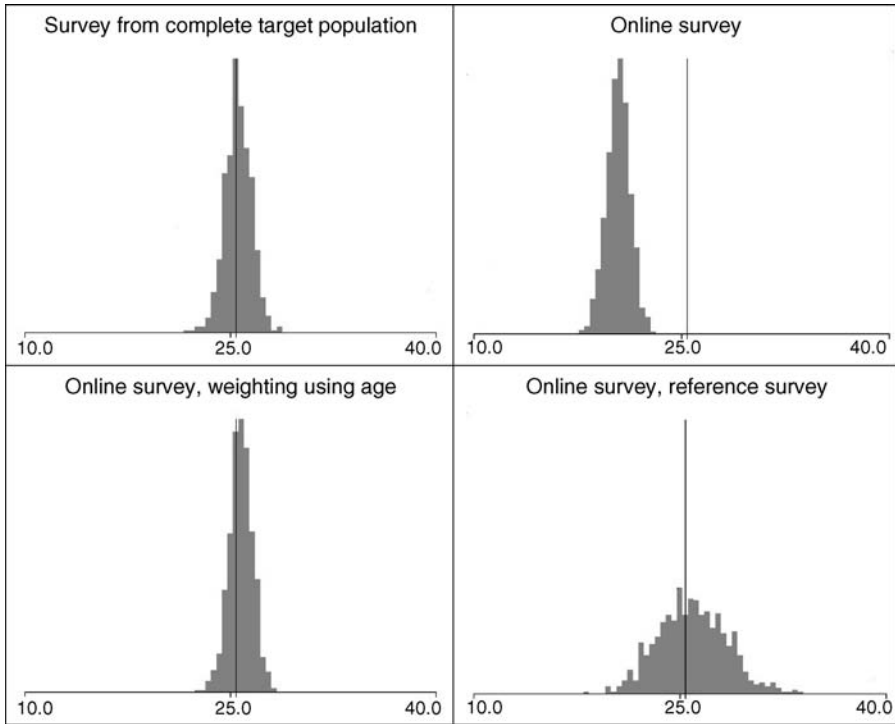 Survey from complete target population
10.0 25.0 40.0
Online survey
10.0 25.0 40.0
Online survey, weighting using age
10.0 25.0 40.0
Online survey, reference survey
10.0 25.0 40.0